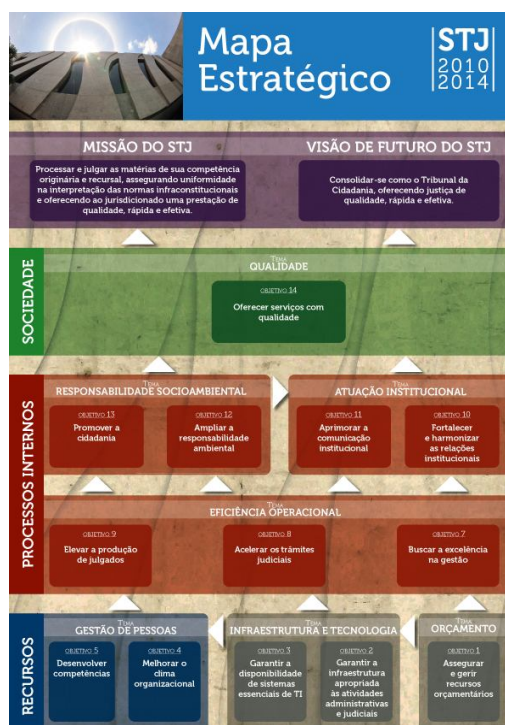 Mapa
Estratégico
STJ
2010
2014
MISSÃO DO STJ
Processar e julgar as matérias de sua competência
originária e recursal, assegurando uniformidade
na interpretação das normas infraconstitucionais
e oferecendo ao jurisdicionado uma prestação de
qualidade, rápida e efetiva.
VISÃO DE FUTURO DO STJ
Consolidar-se como o Tribunal da
Cidadania, oferecendo justiça de
qualidade, rápida e efetiva.
SOCIEDADE
TEMA
QUALIDADE
OBJETIVO 14
Oferecer serviços com
qualidade
PROCESSOS INTERNOS
TEMA
RESPONSABILIDADE SOCIOAMBIENTAL
OBJETIVO 13
Promover a
cidadania
OBJETIVO 12
Ampliar a
responsabilidade
ambiental
TEMA
ATUAÇÃO INSTITUCIONAL
OBJETIVO 11
Aprimorar a
comunicação
institucional
OBJETIVO 10
Fortalecer
e harmonizar
as relações
institucionais
TEMA
EFICIÊNCIA OPERACIONAL
OBJETIVO 9
Elevar a produção
de julgados
OBJETIVO 8
Acelerar os trâmites
judiciais
OBJETIVO 7
Buscar a excelência
na gestão
RECURSOS
TEMA
GESTÃO DE PESSOAS
OBJETIVO 5
Desenvolver
competências
OBJETIVO 4
Melhorar o
clima
organizacional
TEMA
INFRAESTRUTURA E TECNOLOGIA
OBJETIVO 3
Garantir a
disponibilidade
de sistemas
essenciais de TI
OBJETIVO 2
Garantir a
infraestrutura
apropriada
às atividades
administrativas
e judiciais
TEMA
ORÇAMENTO
OBJETIVO 1
Assegurar
e gerir
recursos
orçamentários